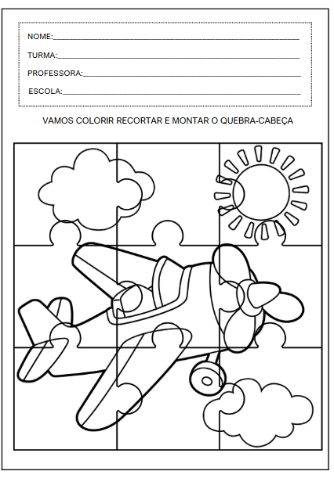 NOME:
TURMA:
PROFESSORA:
ESCOLA:
VAMOS COLORIR RECORTAR E MONTAR O QUEBRA-CABEÇA